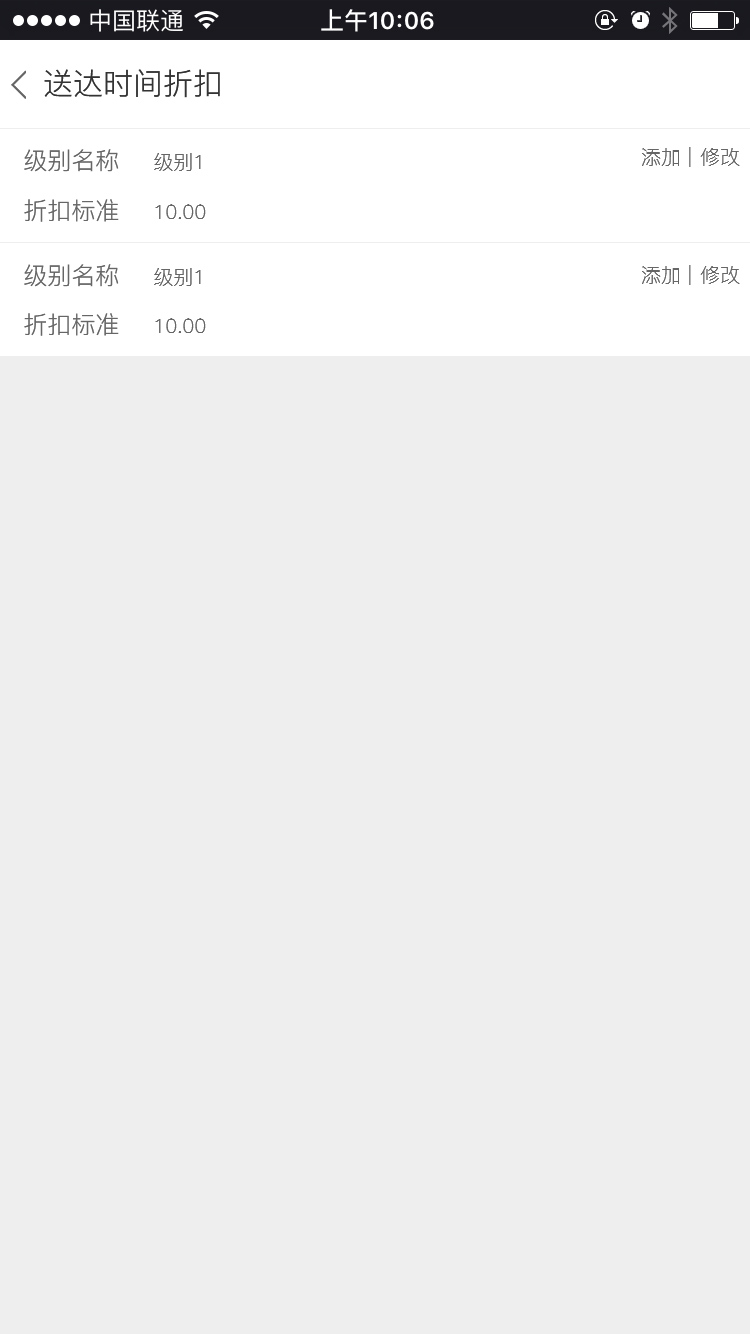 中国联通 上午10:06
送达时间折扣
级别名称 级别1 添加 | 修改
折扣标准 10.00
级别名称 级别1 添加 | 修改
折扣标准 10.00